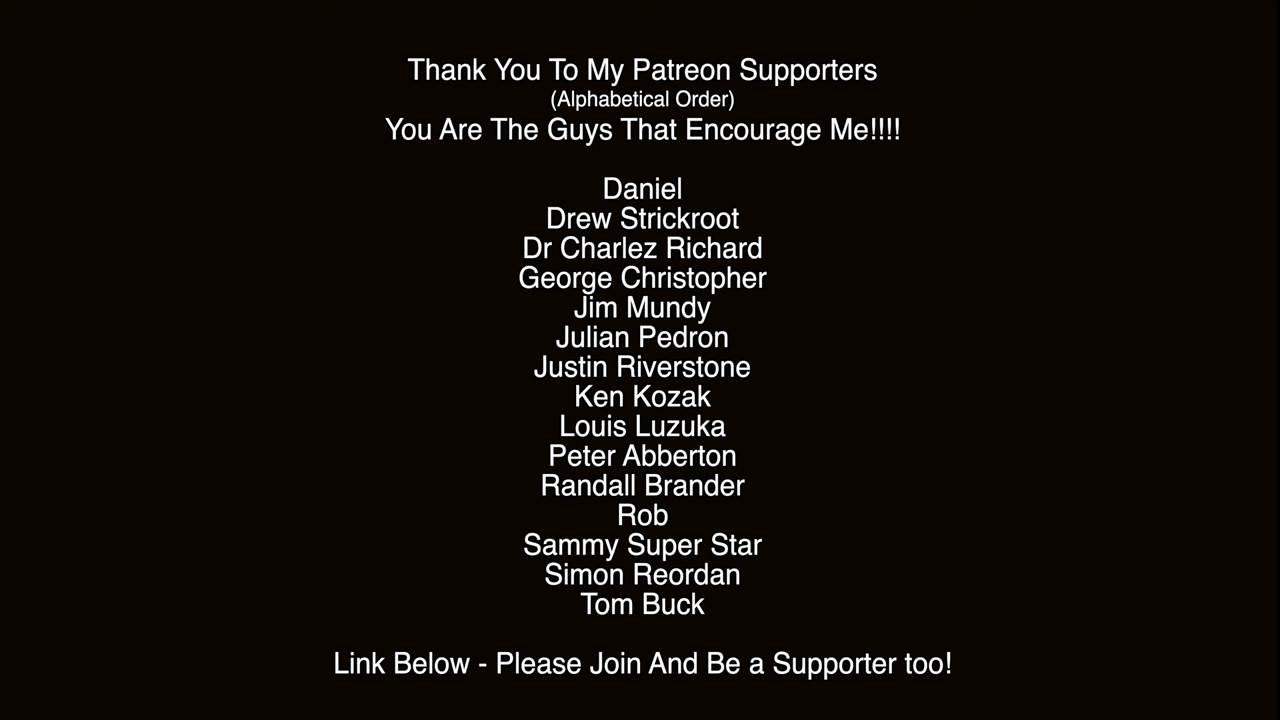 Thank You To My Patreon Supporters
(Alphabetical Order)
You Are The Guys That Encourage Me!!!!
Daniel
Drew Strickroot
Dr Charlez Richard
George Christopher
Jim Mundy
Julian Pedron
Justin Riverstone
Ken Kozak
Louis Luzuka
Peter Abberton
Randall Brander
Rob
Sammy Super Star
Simon Reordan
Tom Buck
Link Below - Please Join And Be a Supporter too!